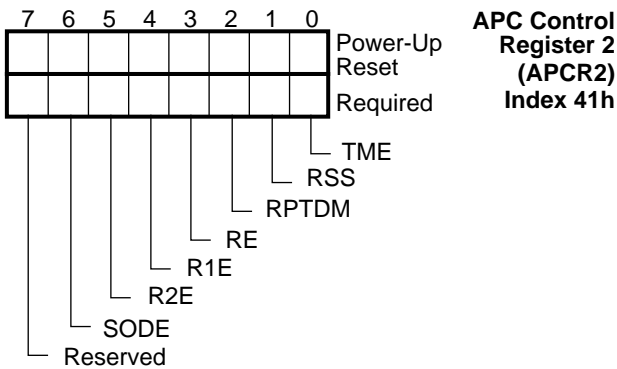 7 6 5 4 3 2 1 0
Power-Up
Reset
Required
APC Control
Register 2
(APCR2)
Index 41h
TME
RSS
RPTDM
RE
R1E
R2E
SODE
Reserved